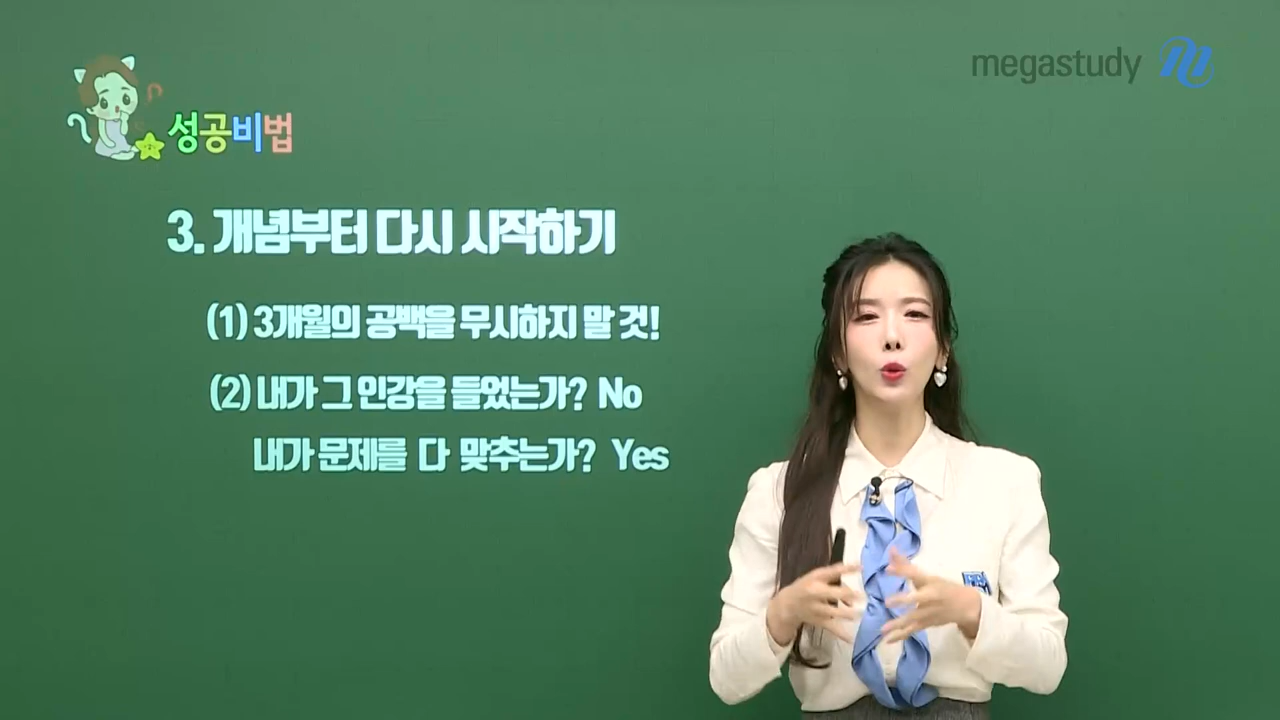 megastudy
성공비법
3. 개념부터 다시 시작하기
(1) 3개월의 공백을 무시하지 말 것!
(2) 내가 그 인강을 들었는가? No
내가 문제를 다 맞추는가? Yes